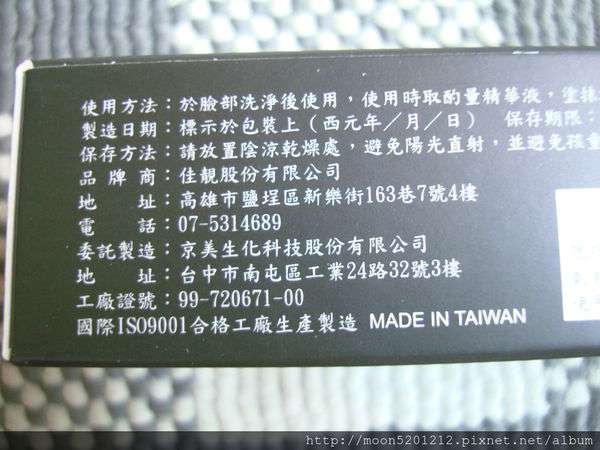 使用方法：於臉部洗淨後使用，使用時取酌量精華液，塗抹
製造日期：標示於包裝上（西元年／月／日） 保存期限：
保存方法：請放置陰涼乾燥處，避免陽光直射，並避免孩童
品牌商：佳靚股份有限公司
地址：高雄市鹽埕區新樂街163巷7號4樓
電話：07-5314689
委託製造：京美生化科技股份有限公司
地址：台中市南屯區工業24路32號3樓
工廠證號：99-720671-00
國際ISO9001合格工廠生產製造 MADE IN TAIWAN
http://moon5201212.pixnet.net/album